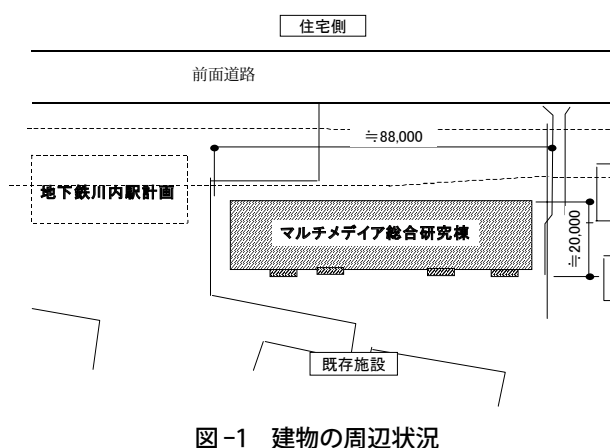 住宅側
前面道路
≒88,000
地下鉄川内駅計画
マルチメデイア総合研究棟
≒20,000
既存施設
図-1 建物の周辺状況